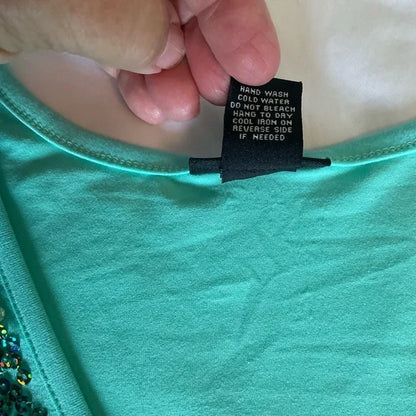 HAND WASH
COLD WATER
DO NOT BLEACH
HANG TO DRY
COOL IRON ON
REVERSE SIDE
IF NEEDED